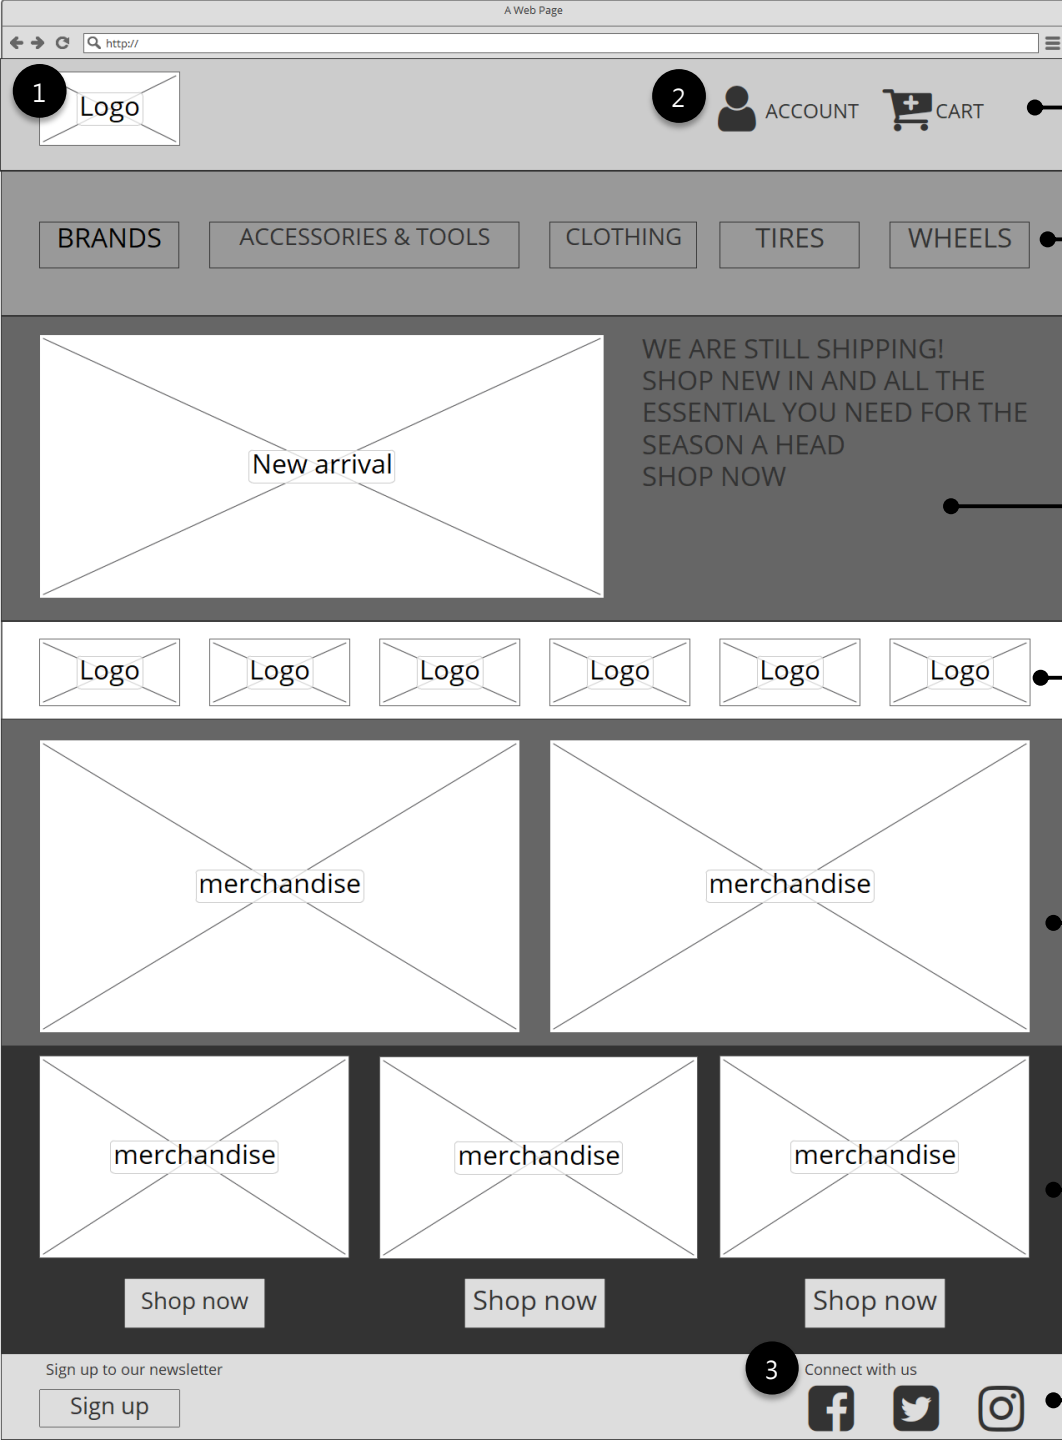 A Web Page
http://
1
Logo
2
ACCOUNT
CART
BRANDS
ACCESSORIES & TOOLS
CLOTHING
TIRES
WHEELS
New arrival
WE ARE STILL SHIPPING!
SHOP NEW IN AND ALL THE
ESSENTIAL YOU NEED FOR THE
SEASON A HEAD
SHOP NOW
Logo
Logo
Logo
Logo
Logo
Logo
merchandise
merchandise
merchandise
merchandise
merchandise
Shop now
Shop now
Shop now
Sign up to our newsletter
Sign up
3
Connect with us